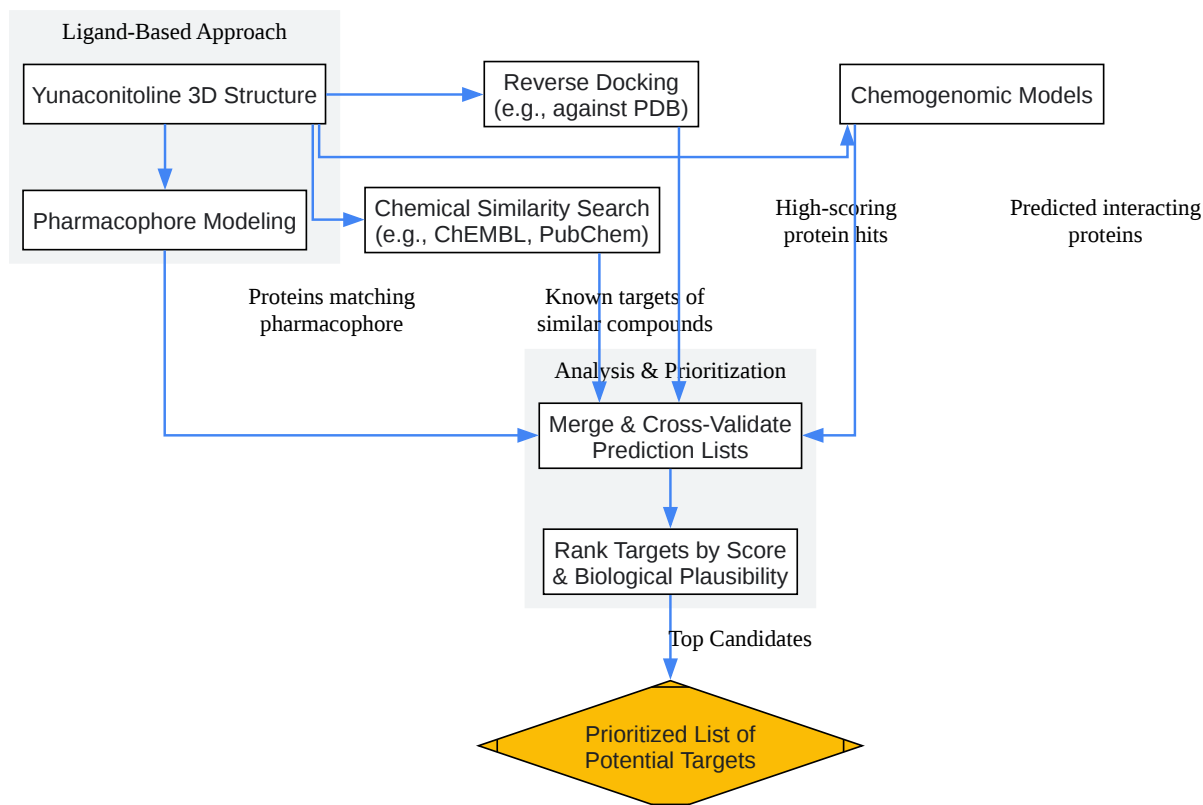 Ligand-Based Approach
Yunaconitoline 3D Structure
Reverse Docking
(e.g., against PDB)
Chemogenomic Models
Pharmacophore Modeling
Chemical Similarity Search
(e.g., ChEMBL, PubChem)
High-scoring
protein hits
Predicted interacting
proteins
Proteins matching
pharmacophore
Known targets of
similar compounds
Analysis & Prioritization
Merge & Cross-Validate
Prediction Lists
Rank Targets by Score
& Biological Plausibility
Top Candidates
Prioritized List of
Potential Targets